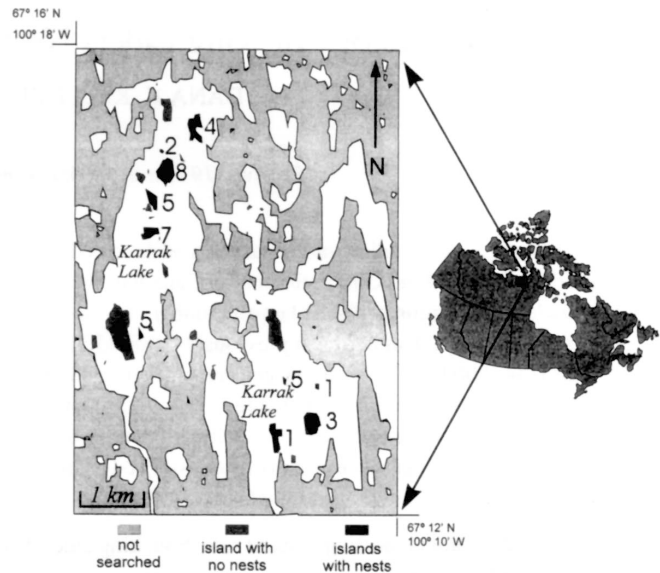 67° 16' N
100° 18' W
N
4
2
8
5
7
Karrak
Lake
5
5
1
Karrak
Lake
3
1
1 km
67° 12' N
100° 10' W
not
searched
island with
no nests
islands
with nests